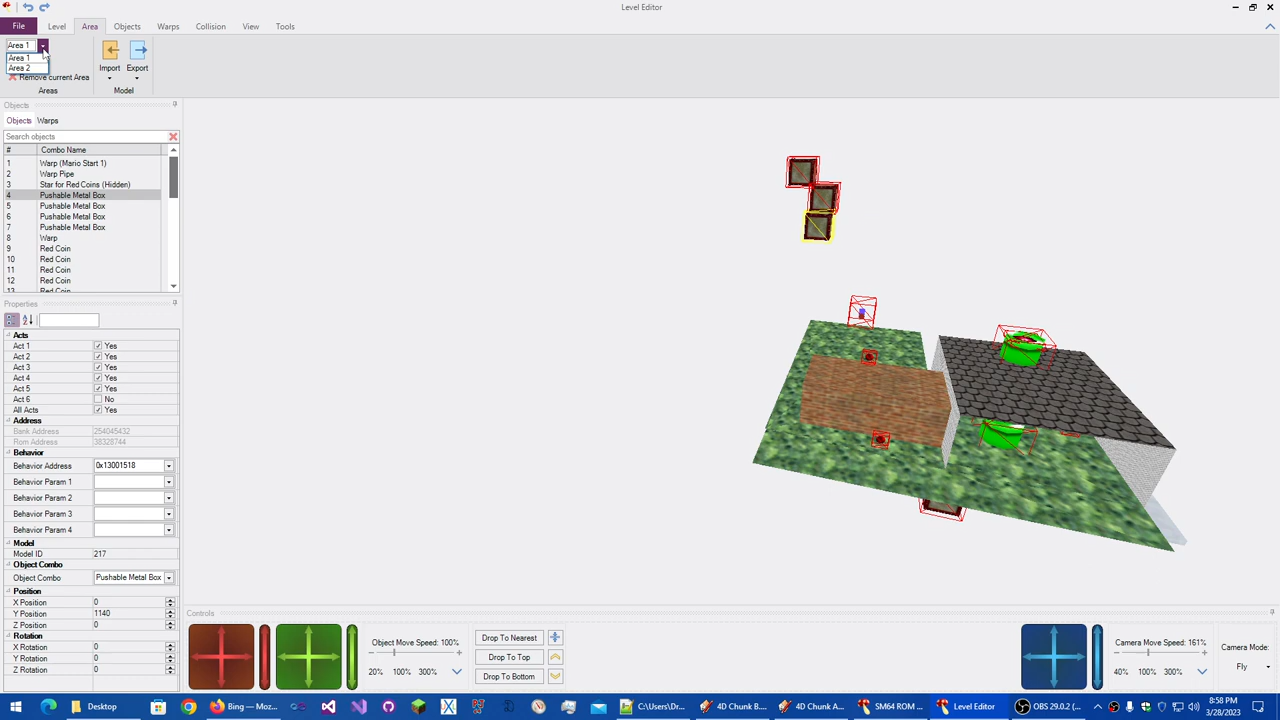 Level Editor
File Level Area Objects Warps Collision View Tools
Area 1
Area 1
Area 2
Remove current Area
Areas
Import Export
Model
Objects
Objects Warps
Search objects
# Combo Name
1 Warp (Mario Start 1)
2 Warp Pipe
3 Star for Red Coins (Hidden)
4 Pushable Metal Box
5 Pushable Metal Box
6 Pushable Metal Box
7 Pushable Metal Box
8 Warp
9 Red Coin
10 Red Coin
11 Red Coin
12 Red Coin
13 Red Coin
Properties
Acts
Act 1 Yes
Act 2 Yes
Act 3 Yes
Act 4 Yes
Act 5 Yes
Act 6 No
All Acts Yes
Address
Bank Address 254045432
Rom Address 38328744
Behavior
Behavior Address 0x13001518
Behavior Param 1
Behavior Param 2
Behavior Param 3
Behavior Param 4
Model
Model ID 217
Object Combo
Object Combo Pushable Metal Box
Position
X Position 0
Y Position 1140
Z Position 0
Rotation
X Rotation 0
Y Rotation 0
Z Rotation 0
Controls
Object Move Speed: 100%
20% 100% 300%
Drop To Nearest
Drop To Top
Drop To Bottom
Camera Move Speed: 161%
40% 100% 300%
Camera Mode:
Fly
Desktop
Bing — Moz...
C:\Users\Dr...
4D Chunk B...
4D Chunk A...
SM64 ROM ...
Level Editor
OBS 29.0.2 (...
8:58 PM
3/28/2023